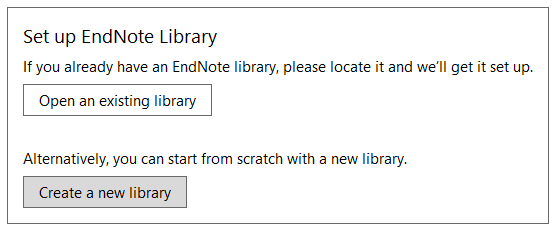 Set up EndNote Library
If you already have an EndNote library, please locate it and we'll get it set up.
Open an existing library
Alternatively, you can start from scratch with a new library.
Create a new library